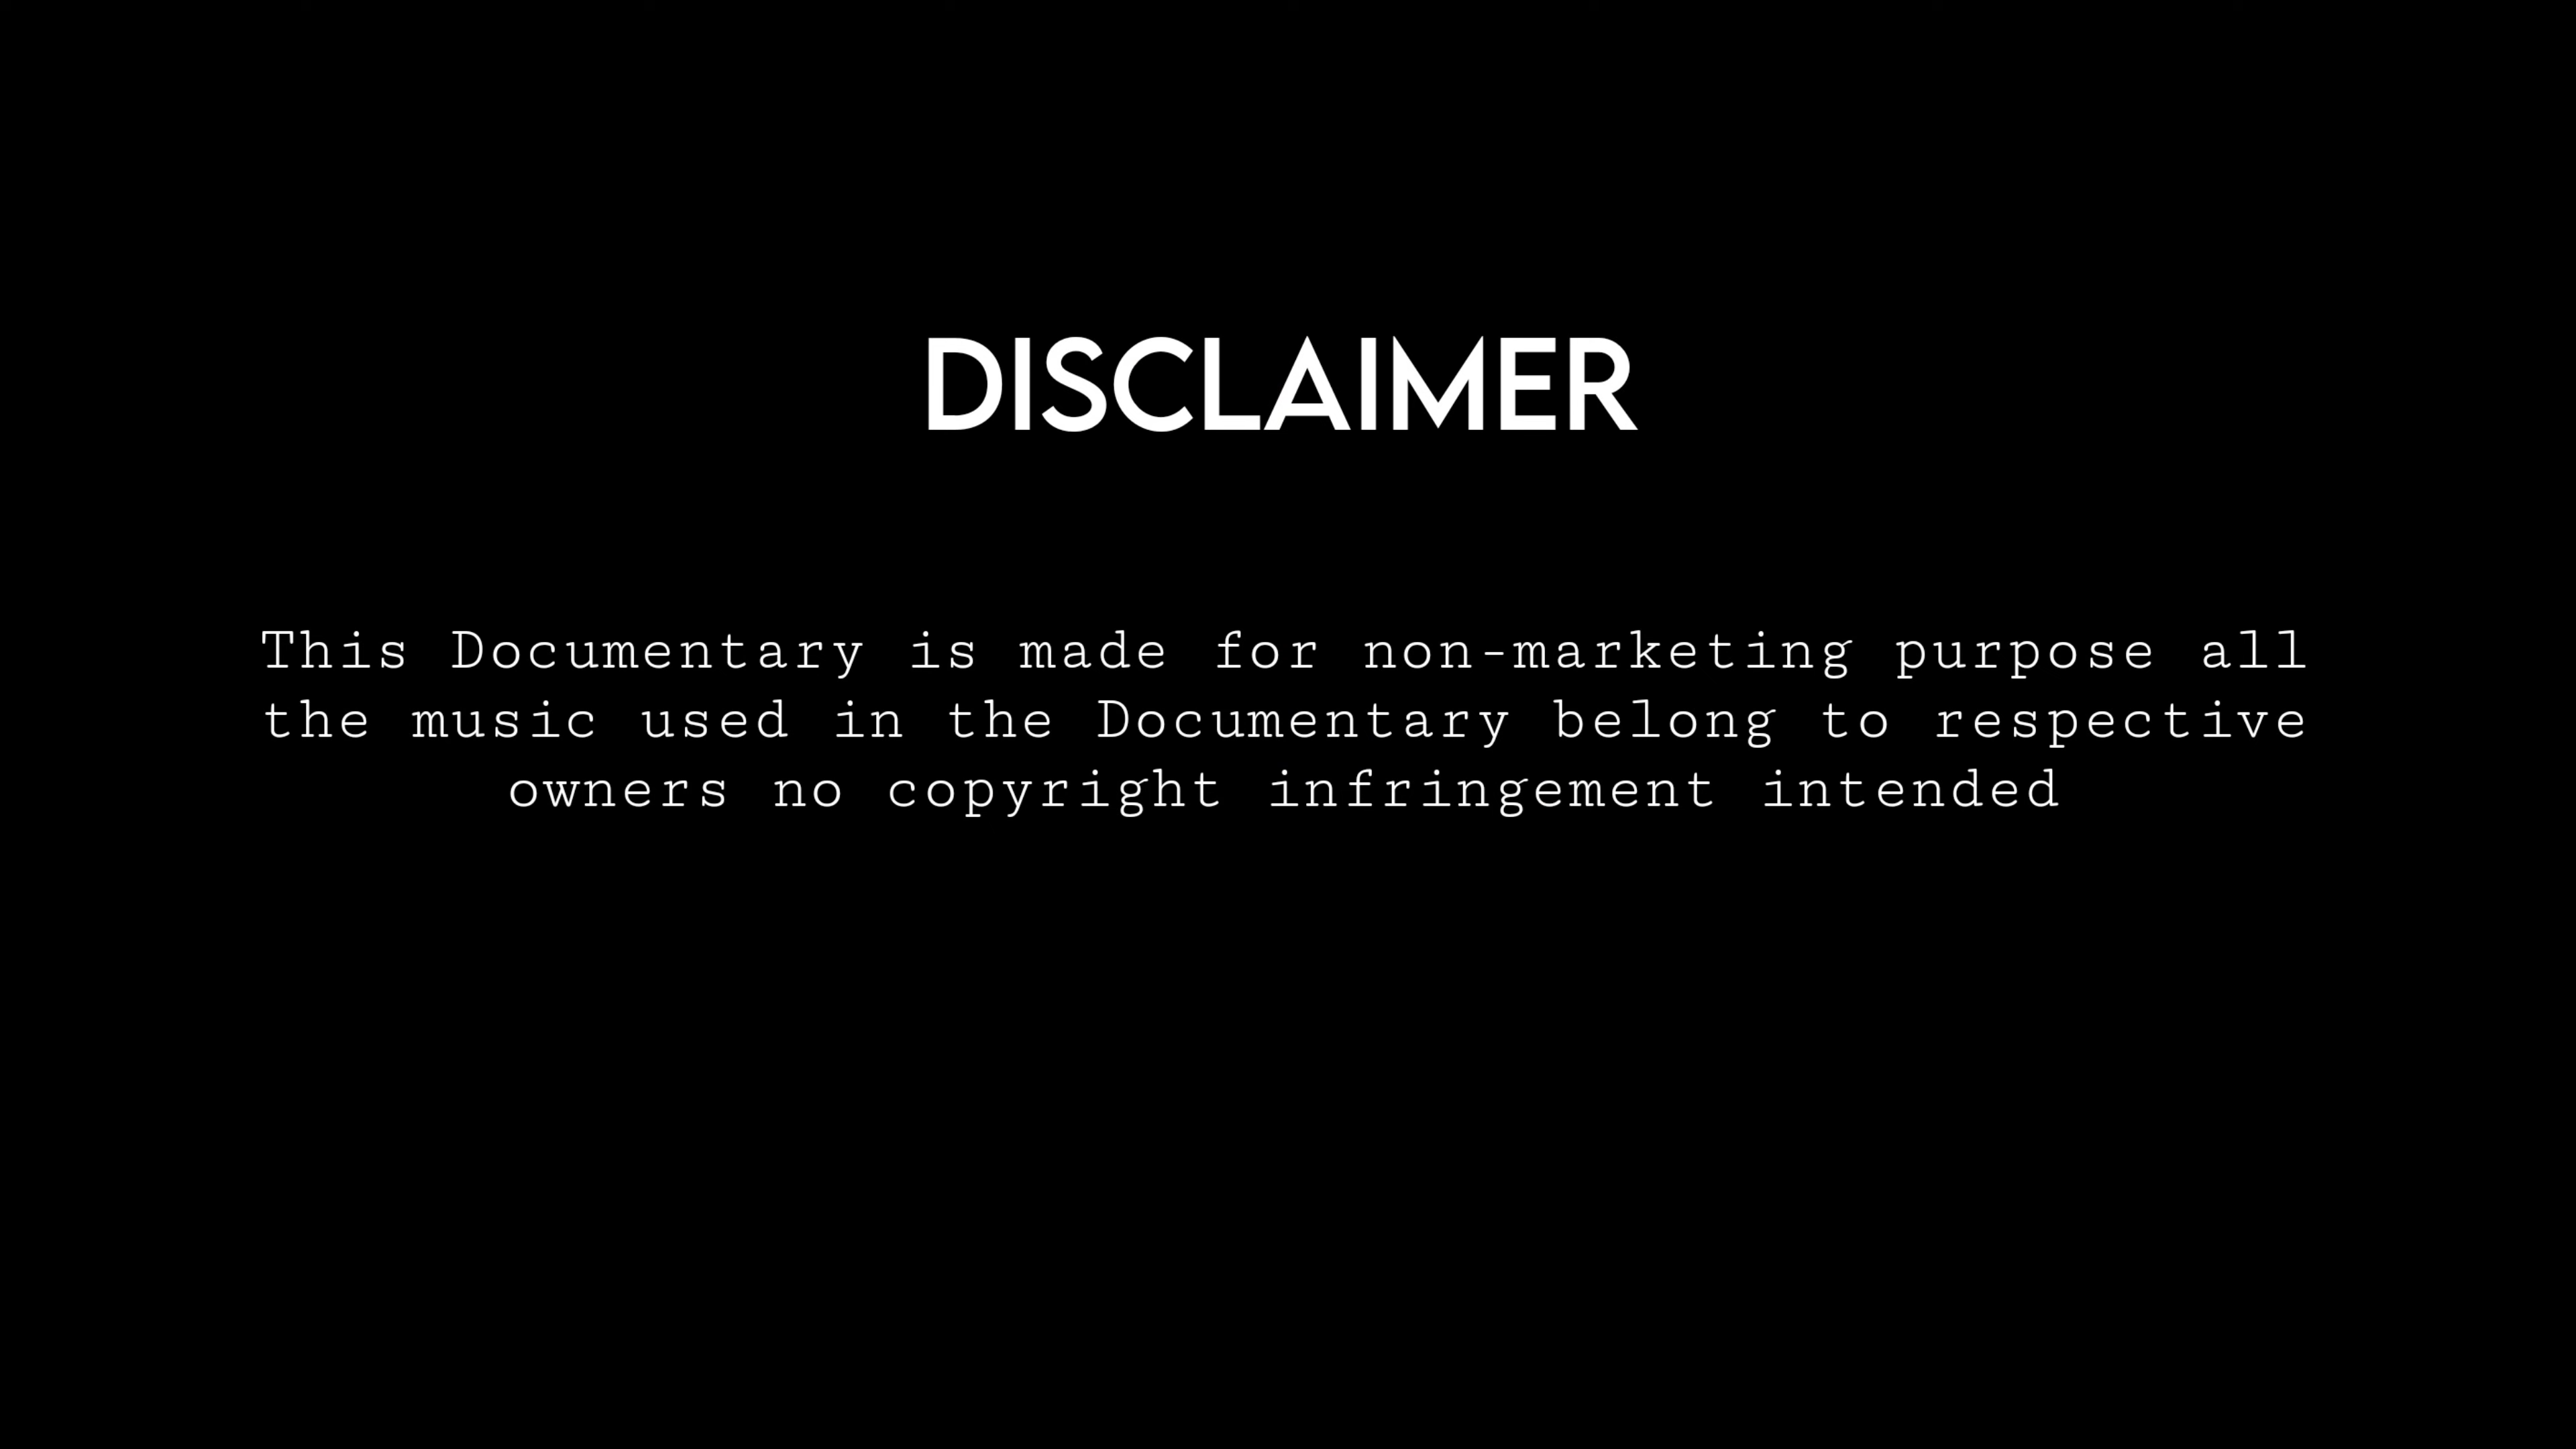 DISCLAIMER
This Documentary is made for non-marketing purpose all
the music used in the Documentary belong to respective
owners no copyright infringement intended